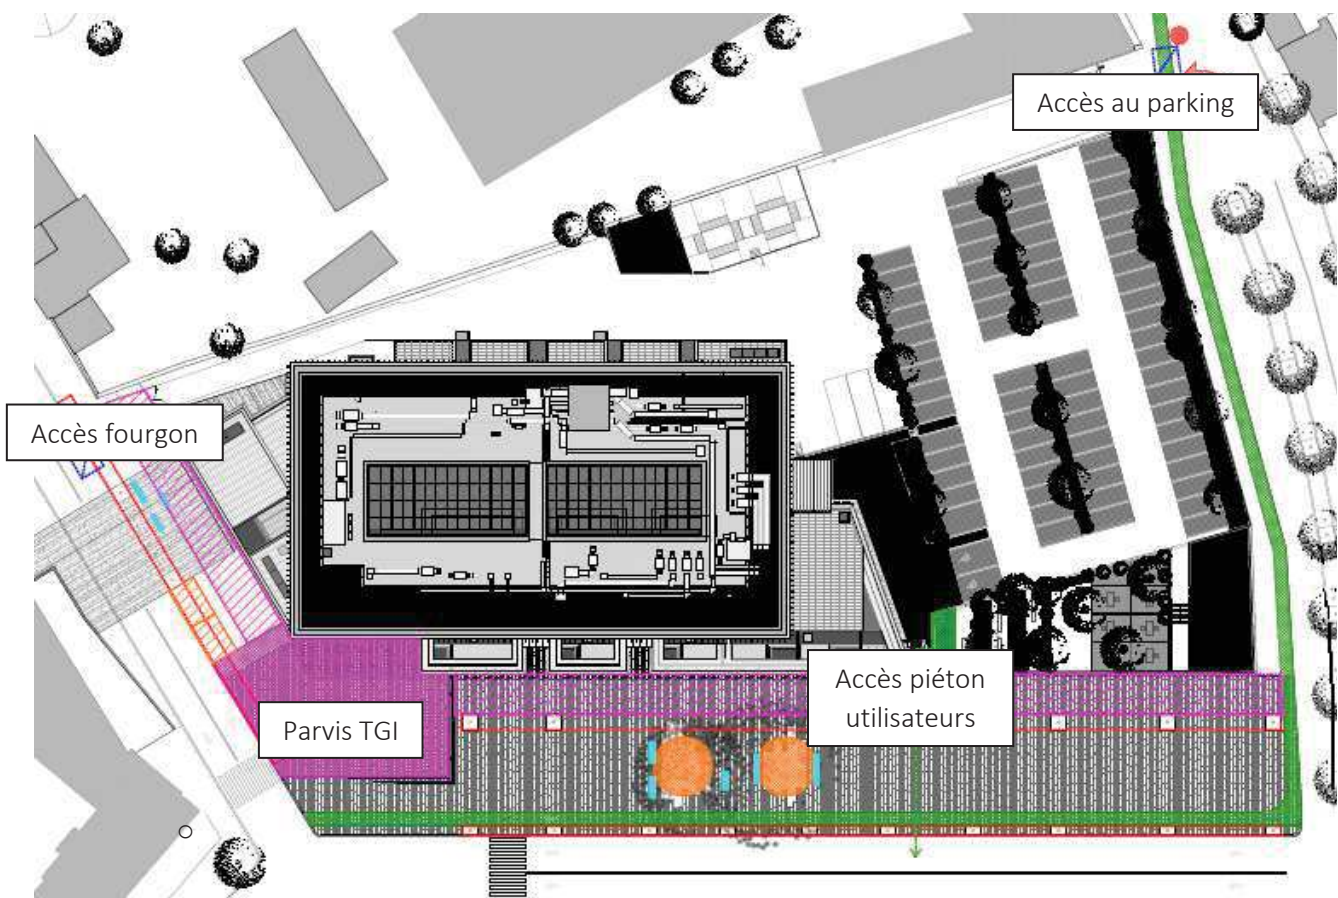 Accès au parking
Accès fourgon
Accès piéton
utilisateurs
Parvis TGI